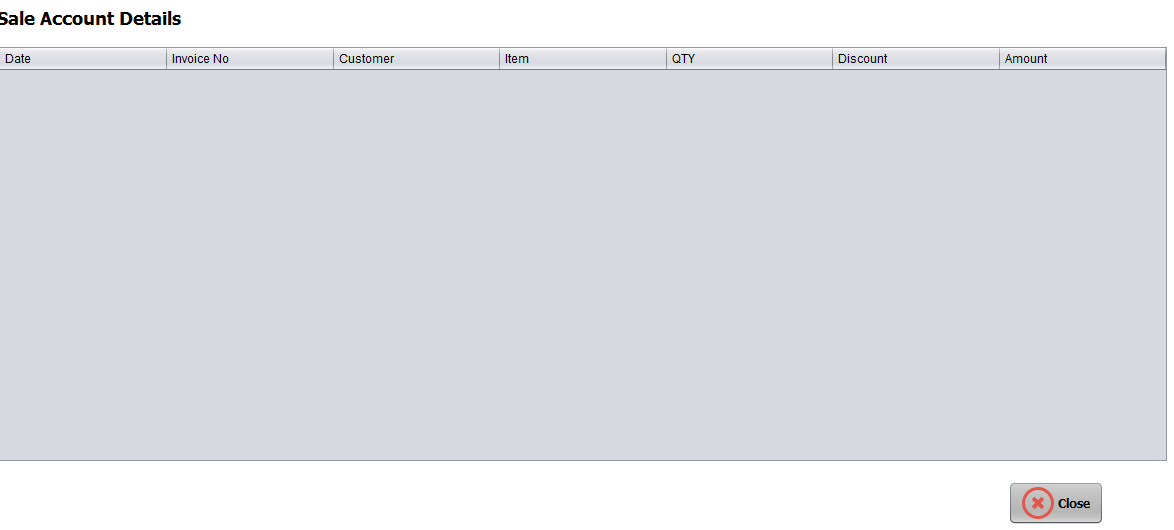 Sale Account Details
Date Invoice No Customer Item QTY Discount Amount
Close